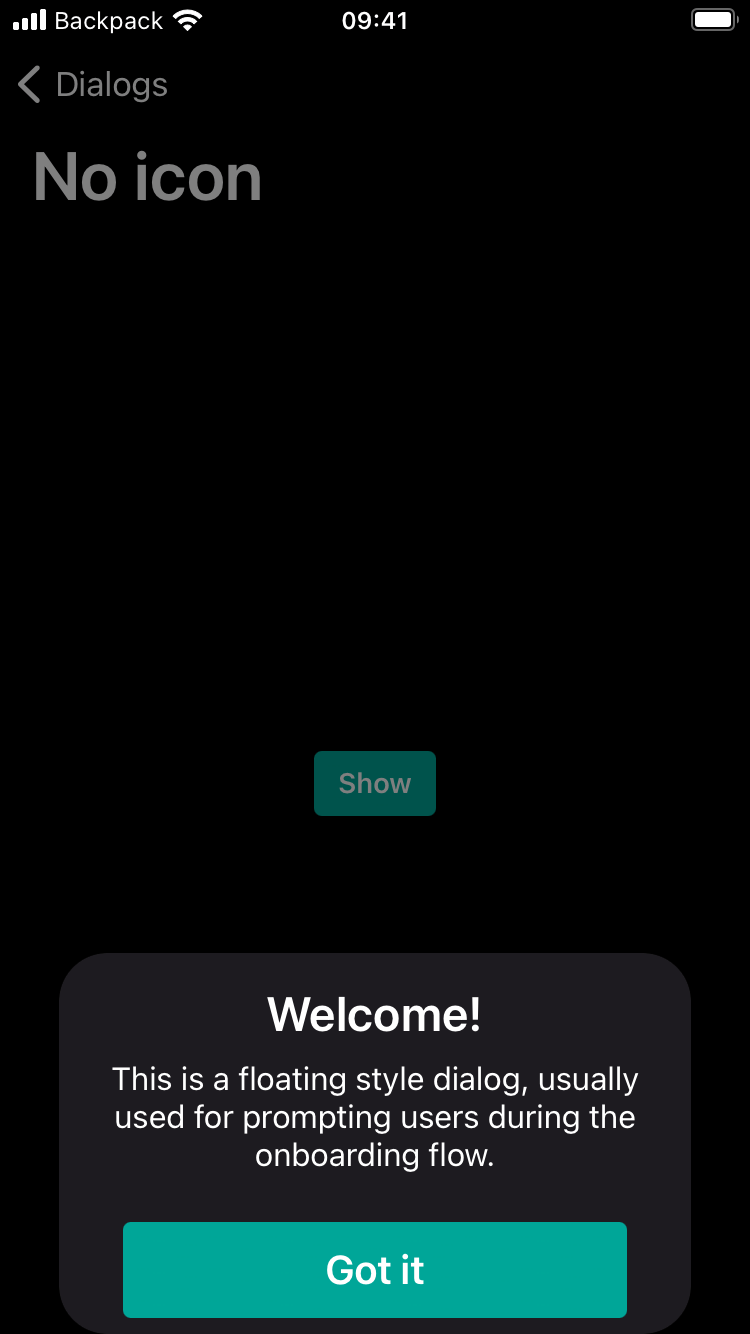 Backpack 09:41
Dialogs
No icon
Show
Welcome!
This is a floating style dialog, usually
used for prompting users during the
onboarding flow.
Got it